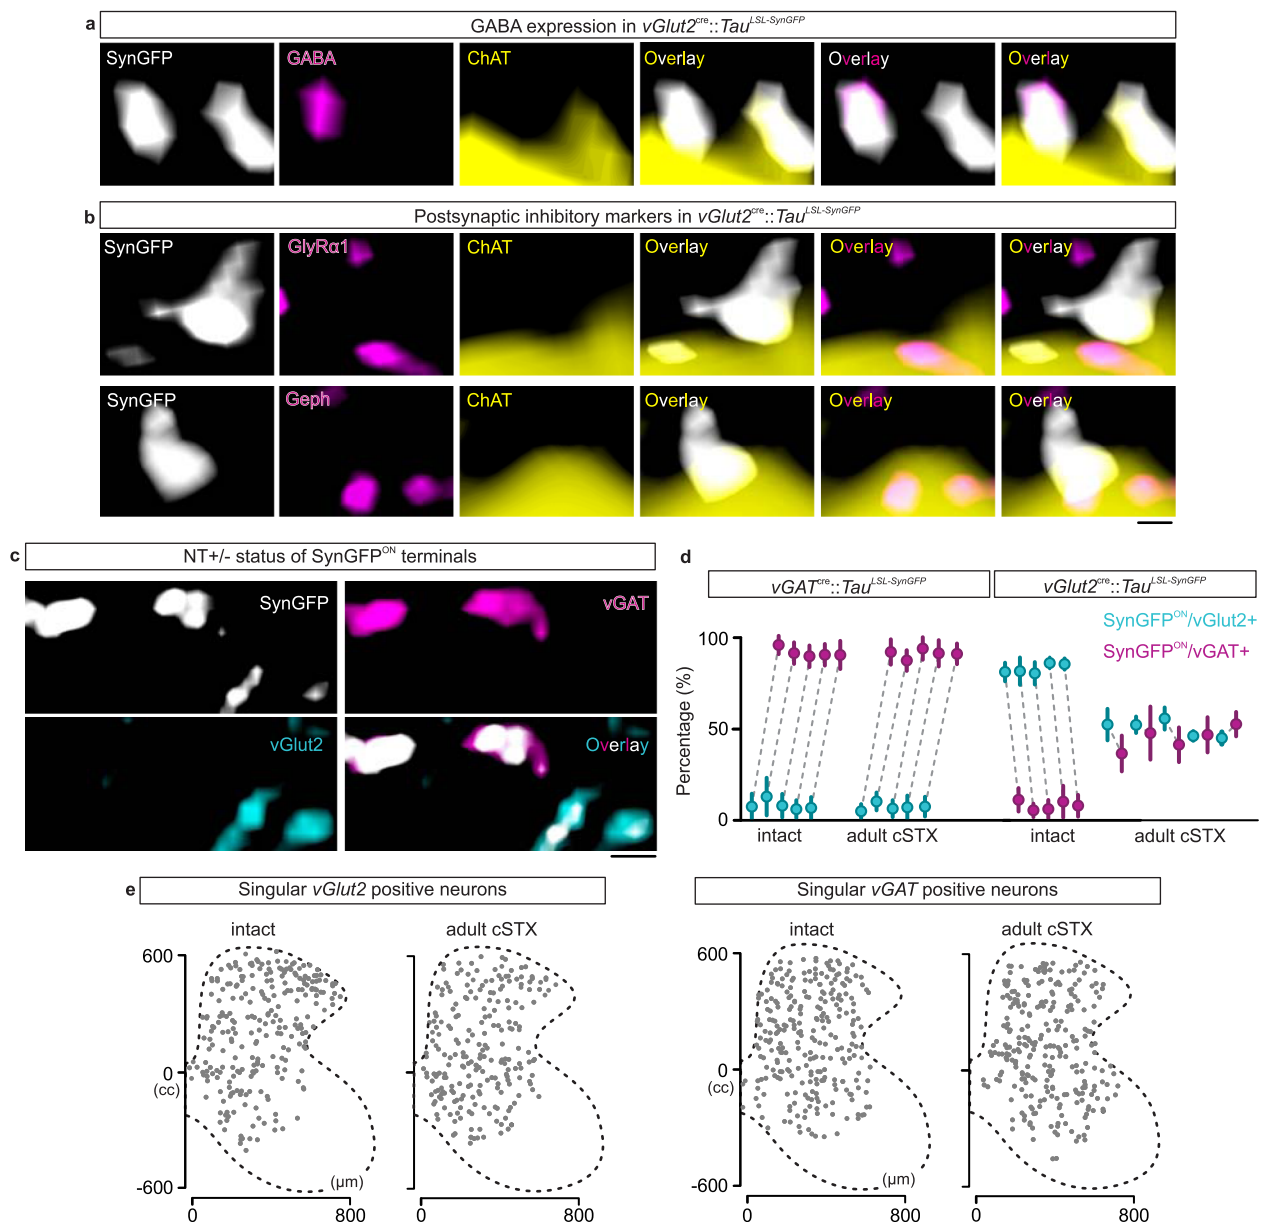 a GABA expression in vGlut2cre::TauLSL-SynGFP
SynGFP GABA ChAT Overlay Overlay Overlay
b Postsynaptic inhibitory markers in vGlut2cre::TauLSL-SynGFP
SynGFP GlyRα1 ChAT Overlay Overlay Overlay
SynGFP Geph ChAT Overlay Overlay Overlay
c NT+/- status of SynGFPON terminals
SynGFP vGAT
vGlut2 Overlay
d
vGATcre::TauLSL-SynGFP vGlut2cre::TauLSL-SynGFP
SynGFPON/vGlut2+
SynGFPON/vGAT+
Percentage (%)
100
50
0
intact adult cSTX intact adult cSTX
e Singular vGlut2 positive neurons Singular vGAT positive neurons
intact adult cSTX intact adult cSTX
600 600
0 0
(cc) (cc)
-600 (µm) -600 (µm)
0 800 0 800 0 800 0 800